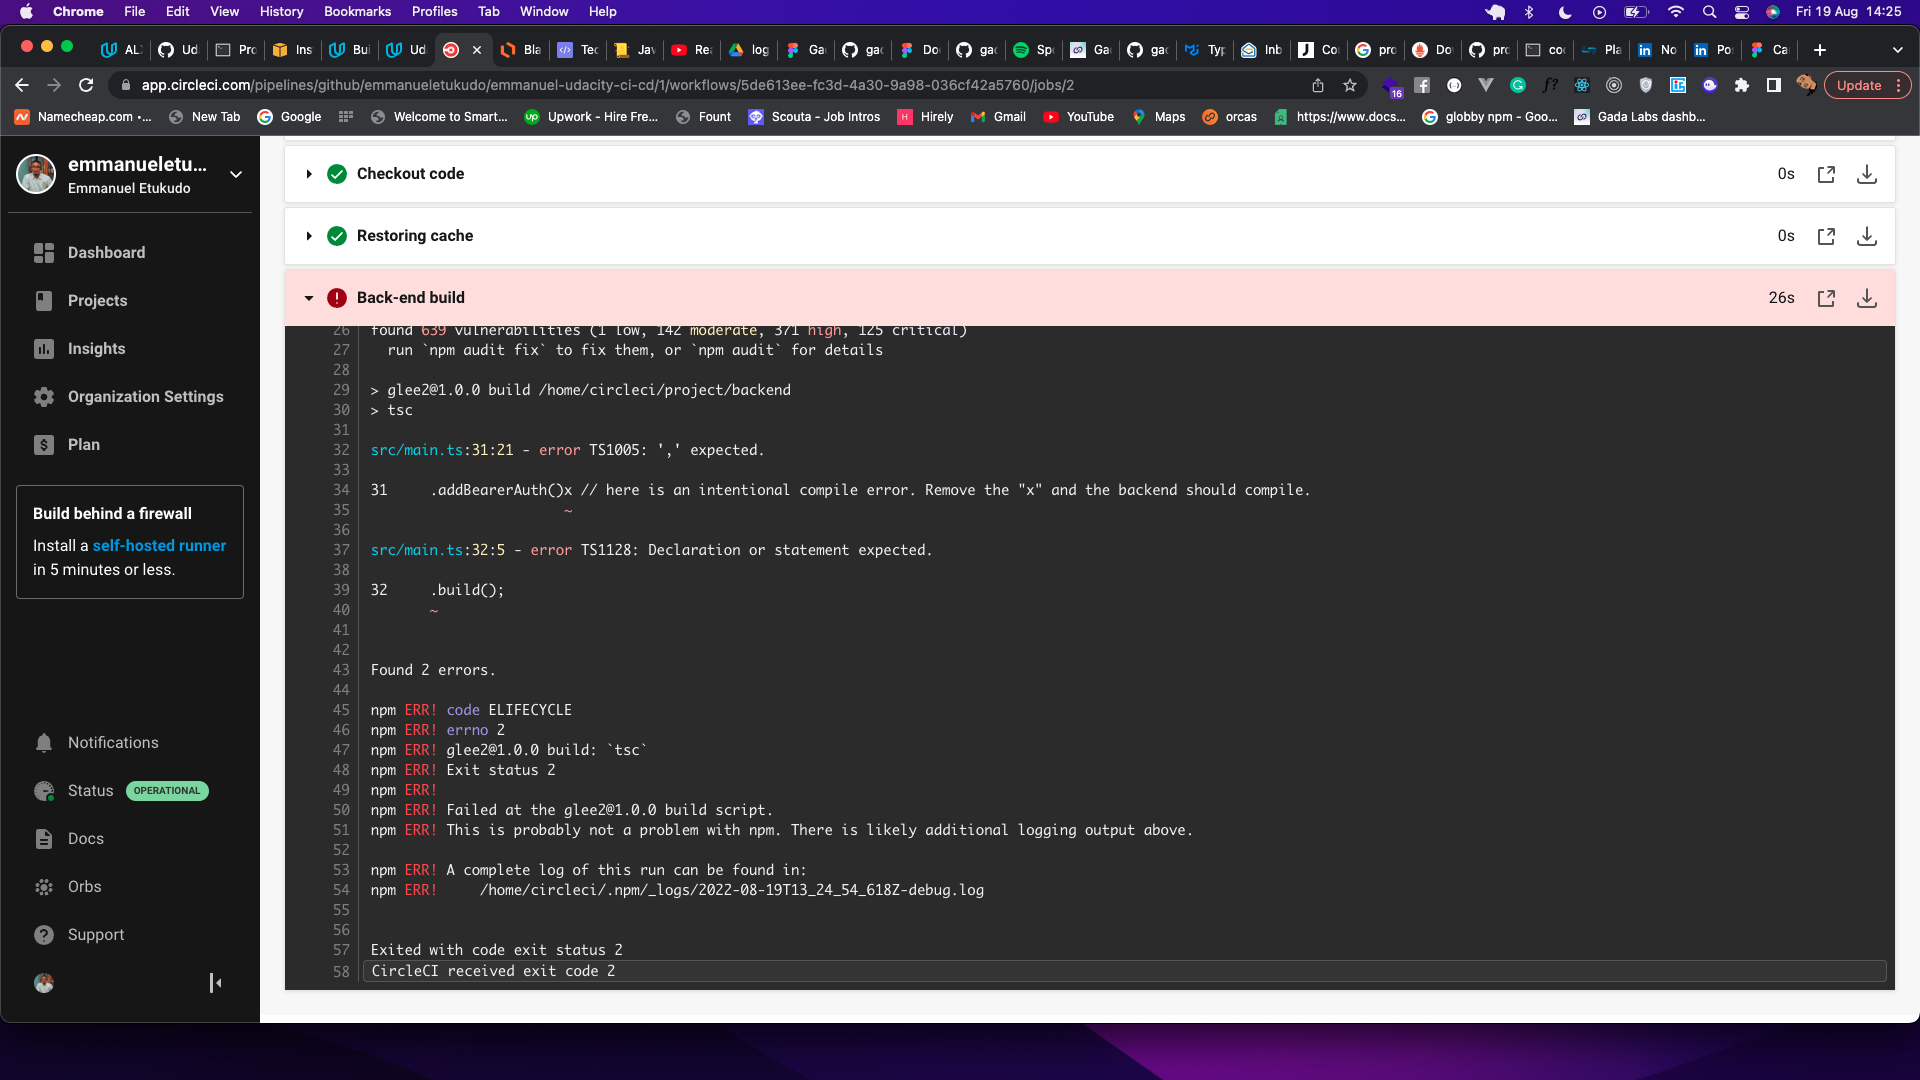 Chrome File Edit View History Bookmarks Profiles Tab Window Help Fri 19 Aug 14:25
AL Ud Pro Ins Bui Ud Bla Tec Jav Rea log Ga gac Do gac Sp Ga gac Typ Inb Co pro Do pro co Pla No Po Ca
app.circleci.com/pipelines/github/emmanueletukudo/emmanuel-udacity-ci-cd/1/workflows/5de613ee-fc3d-4a30-9a98-036cf42a5760/jobs/2 16 Update
Namecheap.com •... New Tab Google Welcome to Smart... Upwork - Hire Fre... Fount Scouta - Job Intros Hirely Gmail YouTube Maps orcas https://www.docs... globby npm - Goo... Gada Labs dashb...
emmanueletu...
Emmanuel Etukudo
Dashboard
Projects
Insights
Organization Settings
Plan
Build behind a firewall
Install a self-hosted runner
in 5 minutes or less.
Notifications
Status OPERATIONAL
Docs
Orbs
Support
Checkout code 0s
Restoring cache 0s
Back-end build 26s
26 found 639 vulnerabilities (1 low, 142 moderate, 371 high, 125 critical)
27 run `npm audit fix` to fix them, or `npm audit` for details
28
29 > glee2@1.0.0 build /home/circleci/project/backend
30 > tsc
31
32 src/main.ts:31:21 - error TS1005: ',' expected.
33
34 31 .addBearerAuth()x // here is an intentional compile error. Remove the "x" and the backend should compile.
35 ~
36
37 src/main.ts:32:5 - error TS1128: Declaration or statement expected.
38
39 32 .build();
40 ~
41
42
43 Found 2 errors.
44
45 npm ERR! code ELIFECYCLE
46 npm ERR! errno 2
47 npm ERR! glee2@1.0.0 build: `tsc`
48 npm ERR! Exit status 2
49 npm ERR!
50 npm ERR! Failed at the glee2@1.0.0 build script.
51 npm ERR! This is probably not a problem with npm. There is likely additional logging output above.
52
53 npm ERR! A complete log of this run can be found in:
54 npm ERR! /home/circleci/.npm/_logs/2022-08-19T13_24_54_618Z-debug.log
55
56
57 Exited with code exit status 2
58 CircleCI received exit code 2